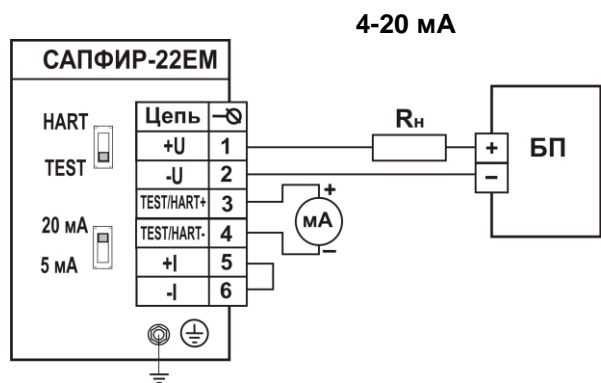 4-20 мА
САПФИР-22ЕМ
HART
TEST
20 мА
5 мА
Цепь
+U 1
-U 2
TEST/HART+ 3
TEST/HART- 4
+I 5
-I 6
+
мА
−
Rн
+
−
БП